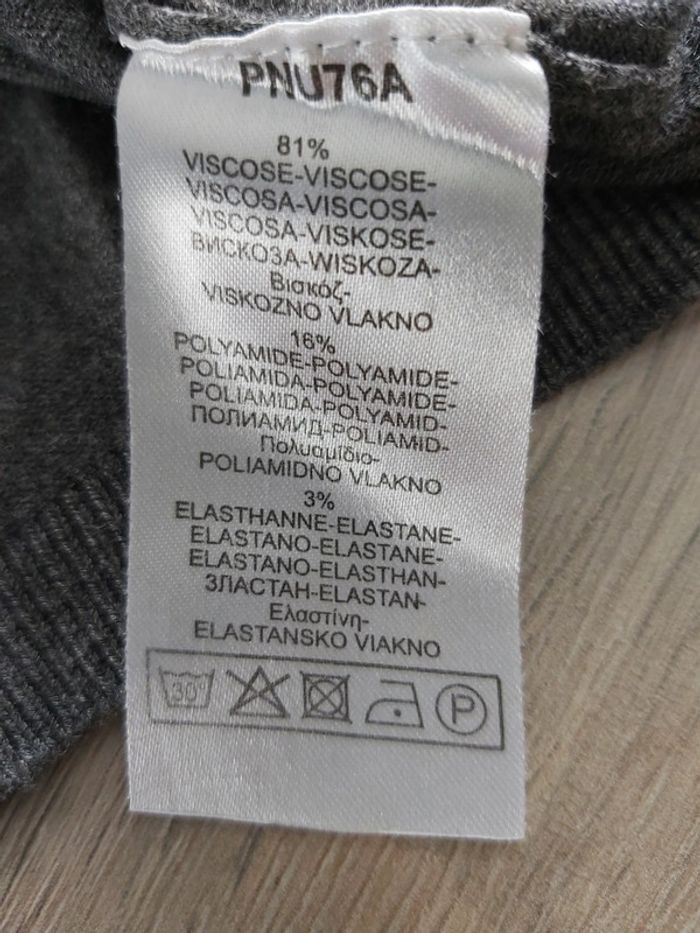 PNU76A
81%
VISCOSE-VISCOSE-
VISCOSA-VISCOSA-
VISCOSA-VISKOSE-
ВИСКОЗА-WISKOZA-
Βισκόζ-
VISKOZNO VLAKNO
16%
POLYAMIDE-POLYAMIDE-
POLIAMIDA-POLYAMIDE-
POLIAMIDA-POLYAMID-
ПОЛИАМИД-POLIAMID-
Πολυαμίδιο-
POLIAMIDNO VLAKNO
3%
ELASTHANNE-ELASTANE-
ELASTANO-ELASTANE-
ELASTANO-ELASTHAN-
ЗЛАСТАН-ELASTAN-
Ελαστίνη-
ELASTANSKO VIAKNO
30° P